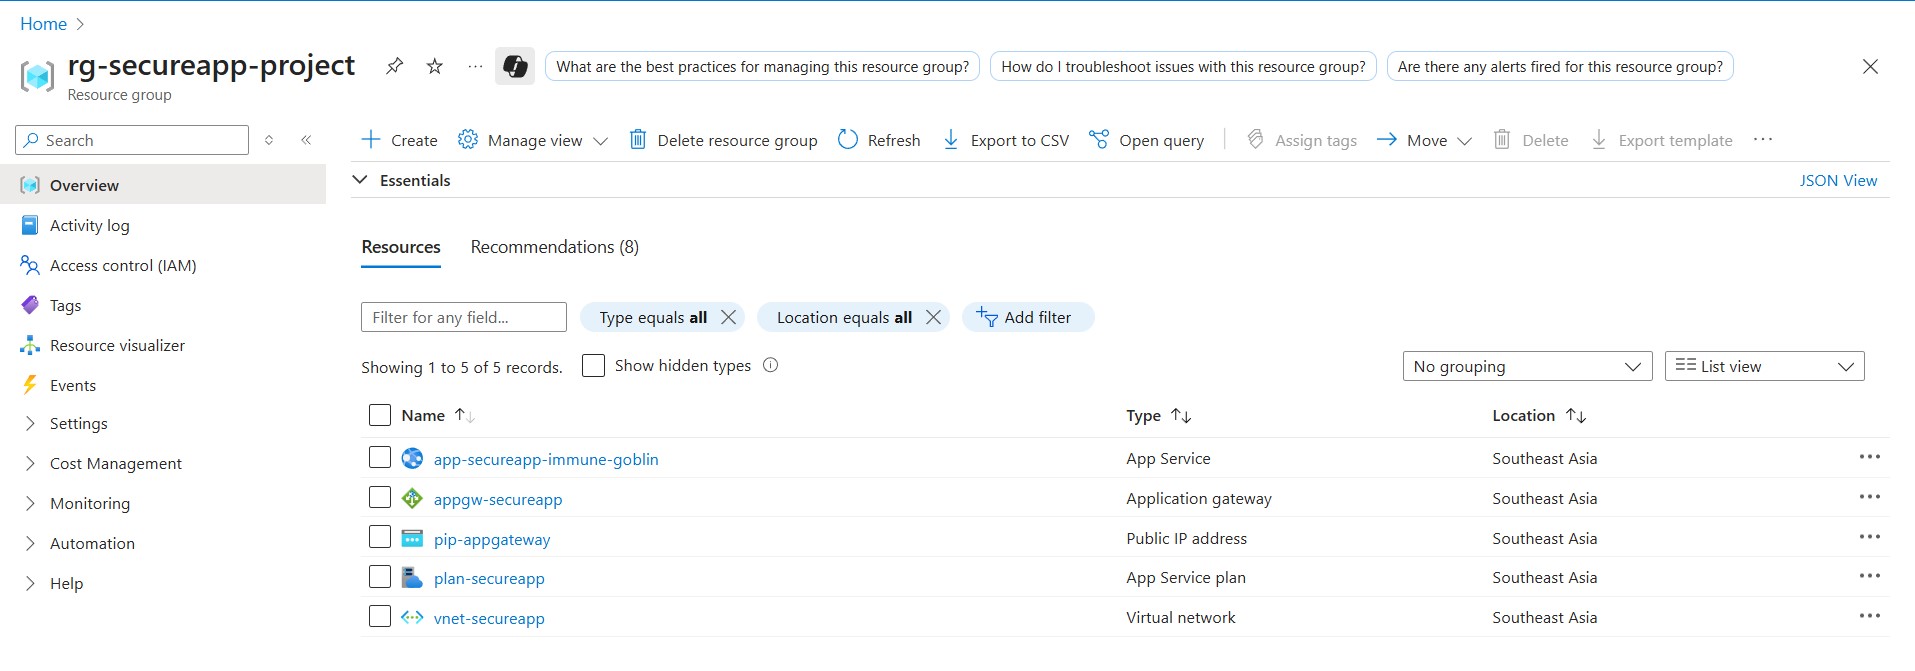 Home
rg-secureapp-project
Resource group
What are the best practices for managing this resource group?
How do I troubleshoot issues with this resource group?
Are there any alerts fired for this resource group?
Search
Create
Manage view
Delete resource group
Refresh
Export to CSV
Open query
Assign tags
Move
Delete
Export template
Overview
Activity log
Access control (IAM)
Tags
Resource visualizer
Events
Settings
Cost Management
Monitoring
Automation
Help
Essentials
JSON View
Resources
Recommendations (8)
Filter for any field...
Type equals all
Location equals all
Add filter
Showing 1 to 5 of 5 records.
Show hidden types
No grouping
List view
Name Type Location
app-secureapp-immune-goblin App Service Southeast Asia
appgw-secureapp Application gateway Southeast Asia
pip-appgateway Public IP address Southeast Asia
plan-secureapp App Service plan Southeast Asia
vnet-secureapp Virtual network Southeast Asia